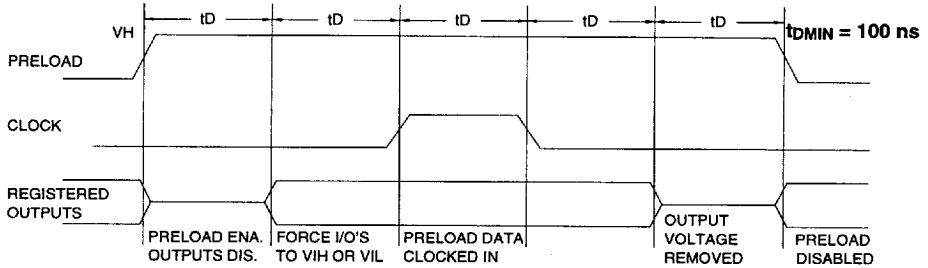 tD tD tD tD tD
VH
tDMIN = 100 ns
PRELOAD
CLOCK
REGISTERED
OUTPUTS
PRELOAD ENA.
OUTPUTS DIS.
FORCE I/O'S
TO VIH OR VIL
PRELOAD DATA
CLOCKED IN
OUTPUT
VOLTAGE
REMOVED
PRELOAD
DISABLED